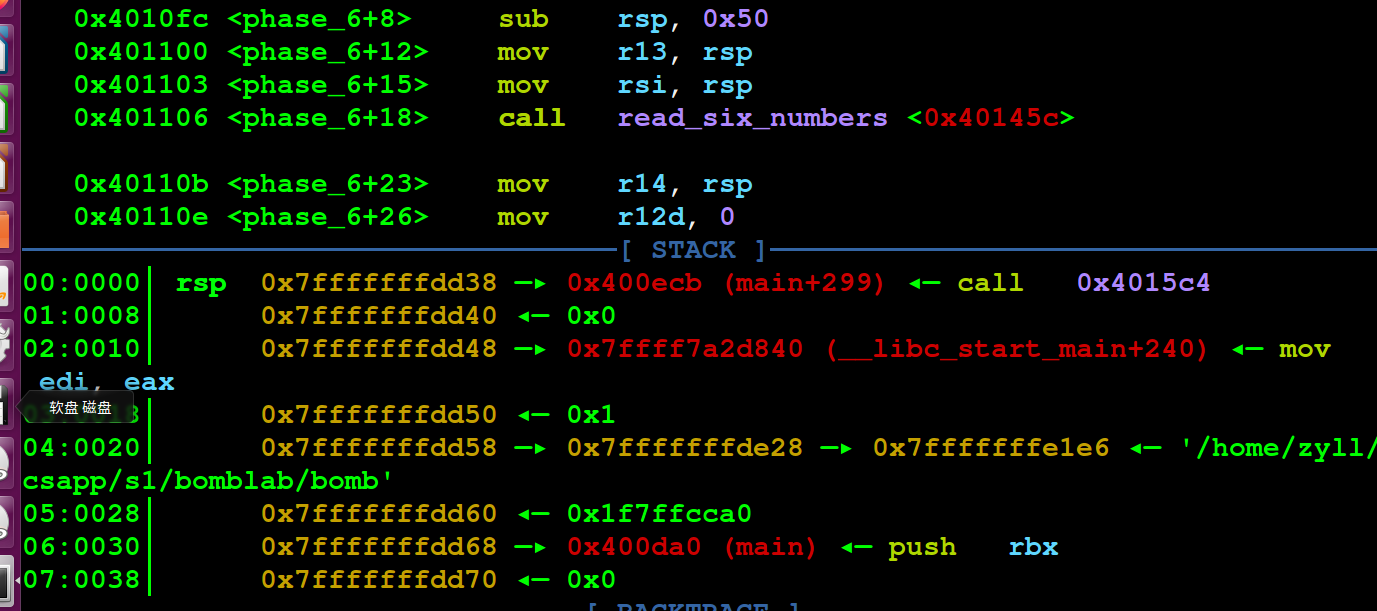 0x4010fc <phase_6+8> sub rsp, 0x50
0x401100 <phase_6+12> mov r13, rsp
0x401103 <phase_6+15> mov rsi, rsp
0x401106 <phase_6+18> call read_six_numbers <0x40145c>
0x40110b <phase_6+23> mov r14, rsp
0x40110e <phase_6+26> mov r12d, 0
[ STACK ]
00:0000│ rsp 0x7fffffffdd38 —▸ 0x400ecb (main+299) ◂— call 0x4015c4
01:0008│ 0x7fffffffdd40 ◂— 0x0
02:0010│ 0x7fffffffdd48 —▸ 0x7ffff7a2d840 (__libc_start_main+240) ◂— mov
edi, eax
软盘 磁盘
03:0018│ 0x7fffffffdd50 ◂— 0x1
04:0020│ 0x7fffffffdd58 —▸ 0x7fffffffde28 —▸ 0x7fffffffe1e6 ◂— '/home/zyll/
csapp/s1/bomblab/bomb'
05:0028│ 0x7fffffffdd60 ◂— 0x1f7ffcca0
06:0030│ 0x7fffffffdd68 —▸ 0x400da0 (main) ◂— push rbx
07:0038│ 0x7fffffffdd70 ◂— 0x0
[ BACKTRACE ]